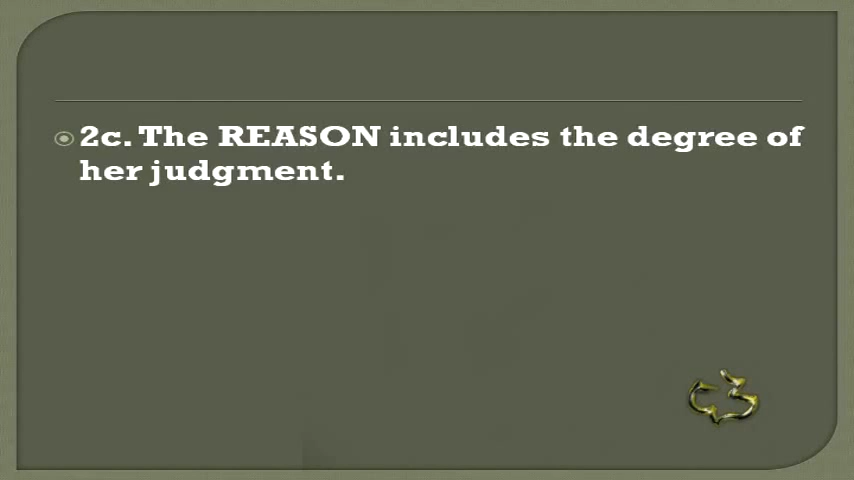 2c. The REASON includes the degree of
her judgment.